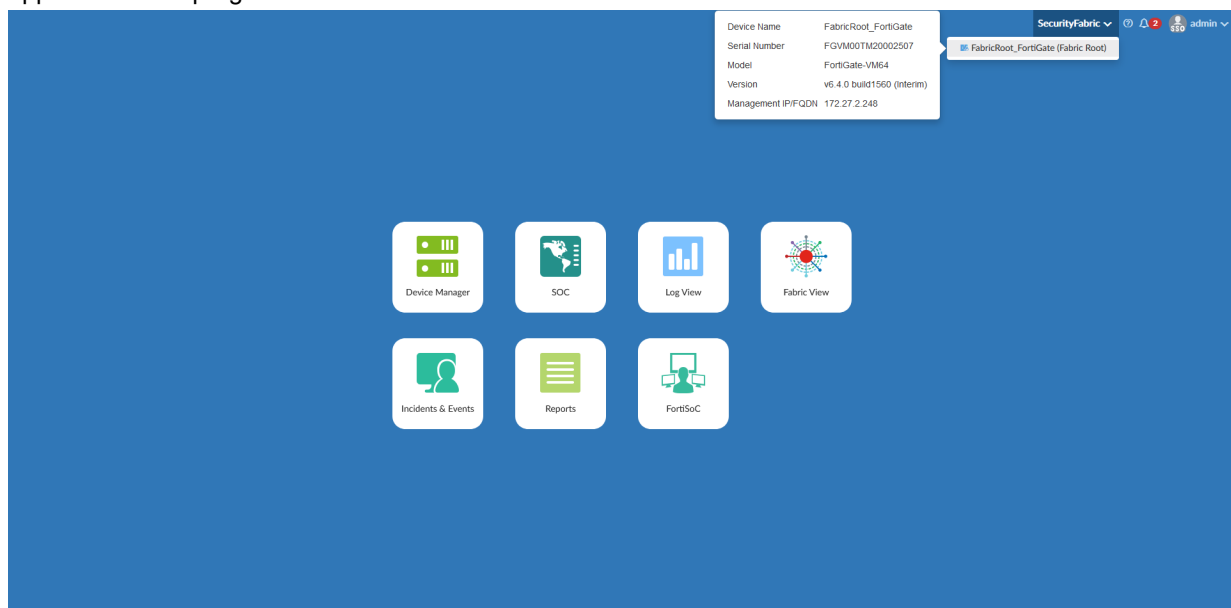 Device Name FabricRoot_FortiGate
Serial Number FGVM00TM20002507
Model FortiGate-VM64
Version v6.4.0 build1560 (Interim)
Management IP/FQDN 172.27.2.248
SecurityFabric
2
SSO
admin
FabricRoot_FortiGate (Fabric Root)
Device Manager
SOC
Log View
Fabric View
Incidents & Events
Reports
FortiSoC